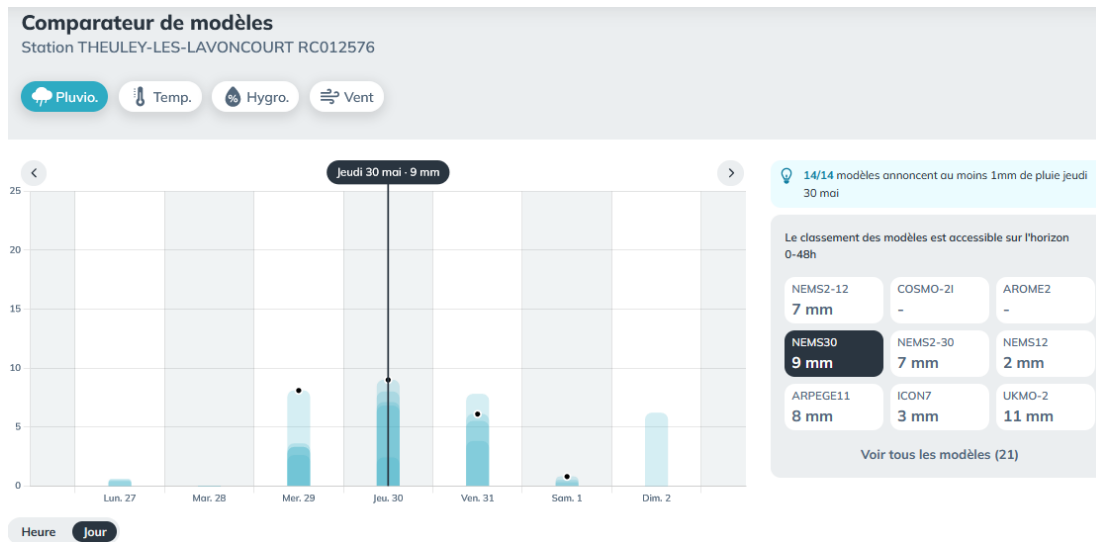 Comparateur de modèles
Station THEULEY-LES-LAVONCOURT RC012576
Pluvio.
Temp.
% Hygro.
Vent
Jeudi 30 mai · 9 mm
25
20
15
10
5
0
Lun. 27
Mar. 28
Mer. 29
Jeu. 30
Ven. 31
Sam. 1
Dim. 2
Heure
Jour
14/14 modèles annoncent au moins 1mm de pluie jeudi
30 mai
Le classement des modèles est accessible sur l'horizon
0-48h
NEMS2-12
7 mm
COSMO-2I
-
AROME2
-
NEMS30
9 mm
NEMS2-30
7 mm
NEMS12
2 mm
ARPEGE11
8 mm
ICON7
3 mm
UKMO-2
11 mm
Voir tous les modèles (21)